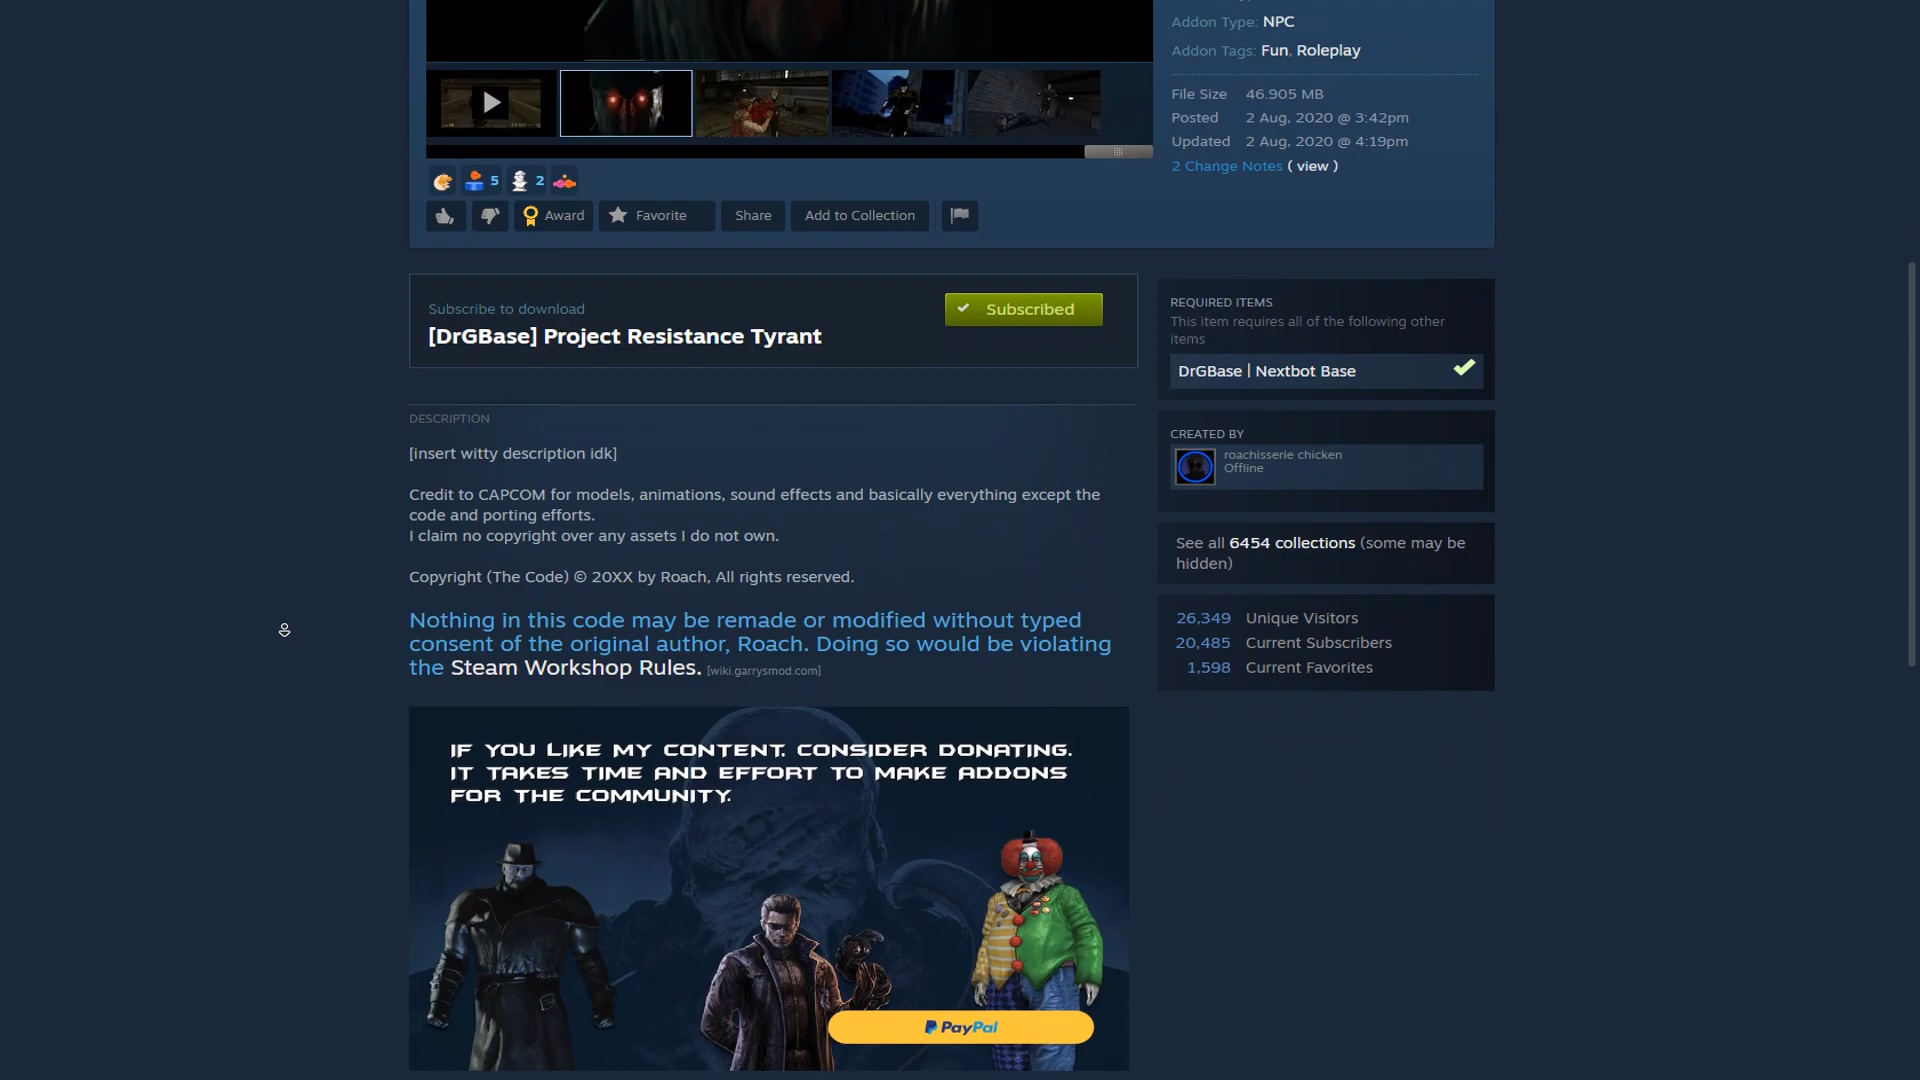 Addon Type: NPC
Addon Tags: Fun, Roleplay
File Size 46.905 MB
Posted 2 Aug, 2020 @ 3:42pm
Updated 2 Aug, 2020 @ 4:19pm
2 Change Notes ( view )
5 2
Award Favorite Share Add to Collection
Subscribe to download
[DrGBase] Project Resistance Tyrant
Subscribed
DESCRIPTION
[insert witty description idk]
Credit to CAPCOM for models, animations, sound effects and basically everything except the
code and porting efforts.
I claim no copyright over any assets I do not own.
Copyright (The Code) © 20XX by Roach, All rights reserved.
Nothing in this code may be remade or modified without typed
consent of the original author, Roach. Doing so would be violating
the Steam Workshop Rules. [wiki.garrysmod.com]
IF YOU LIKE MY CONTENT. CONSIDER DONATING.
IT TAKES TIME AND EFFORT TO MAKE ADDONS
FOR THE COMMUNITY.
PayPal
REQUIRED ITEMS
This item requires all of the following other
items
DrGBase | Nextbot Base
CREATED BY
roachisserie chicken
Offline
See all 6454 collections (some may be
hidden)
26,349 Unique Visitors
20,485 Current Subscribers
1,598 Current Favorites